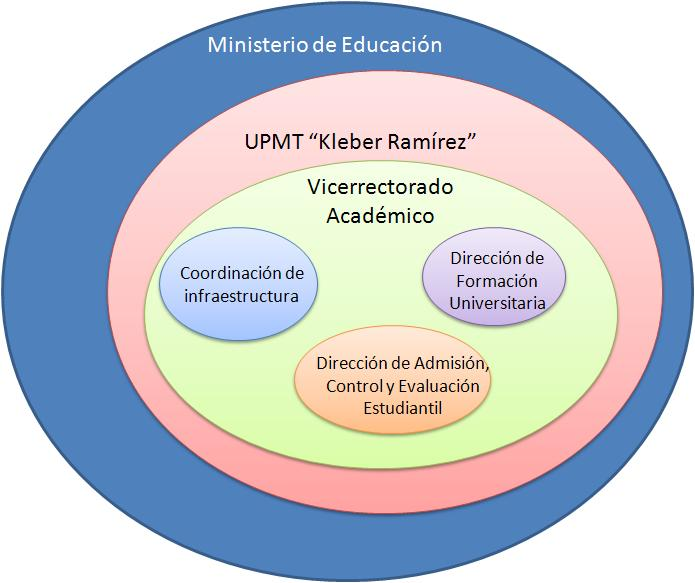 Ministerio de Educación
UPMT “Kleber Ramírez”
Vicerrectorado
Académico
Coordinación de
infraestructura
Dirección de
Formación
Universitaria
Dirección de Admisión,
Control y Evaluación
Estudiantil